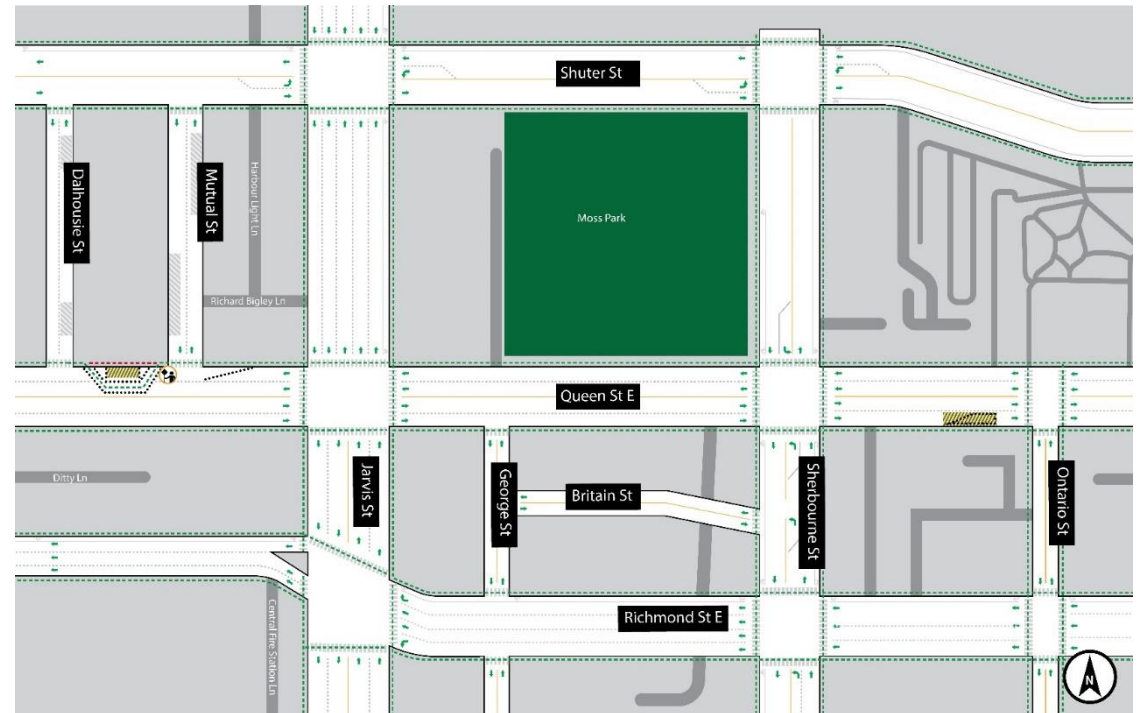 Shuter St
Dalhousie St
Mutual St
Harbour Light Ln
Moss Park
Richard Bigley Ln
Queen St E
Ditty Ln
Jarvis St
George St
Britain St
Sherbourne St
Ontario St
Richmond St E
Central Fire Station Ln
N